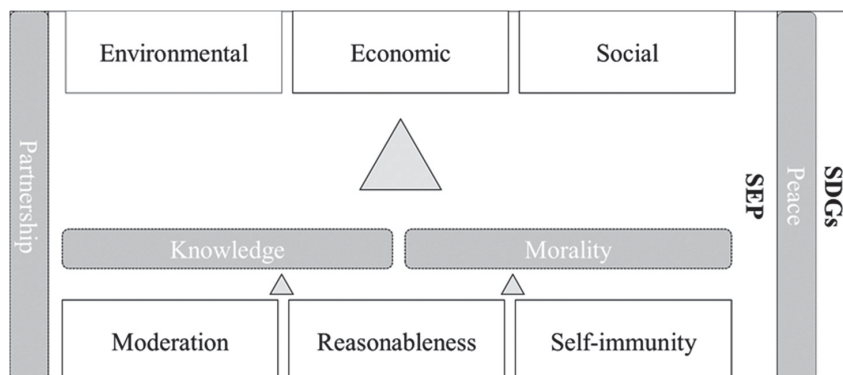 Environmental
Economic
Social
Partnership
Knowledge
Morality
SEP
Peace
SDGs
Moderation
Reasonableness
Self-immunity